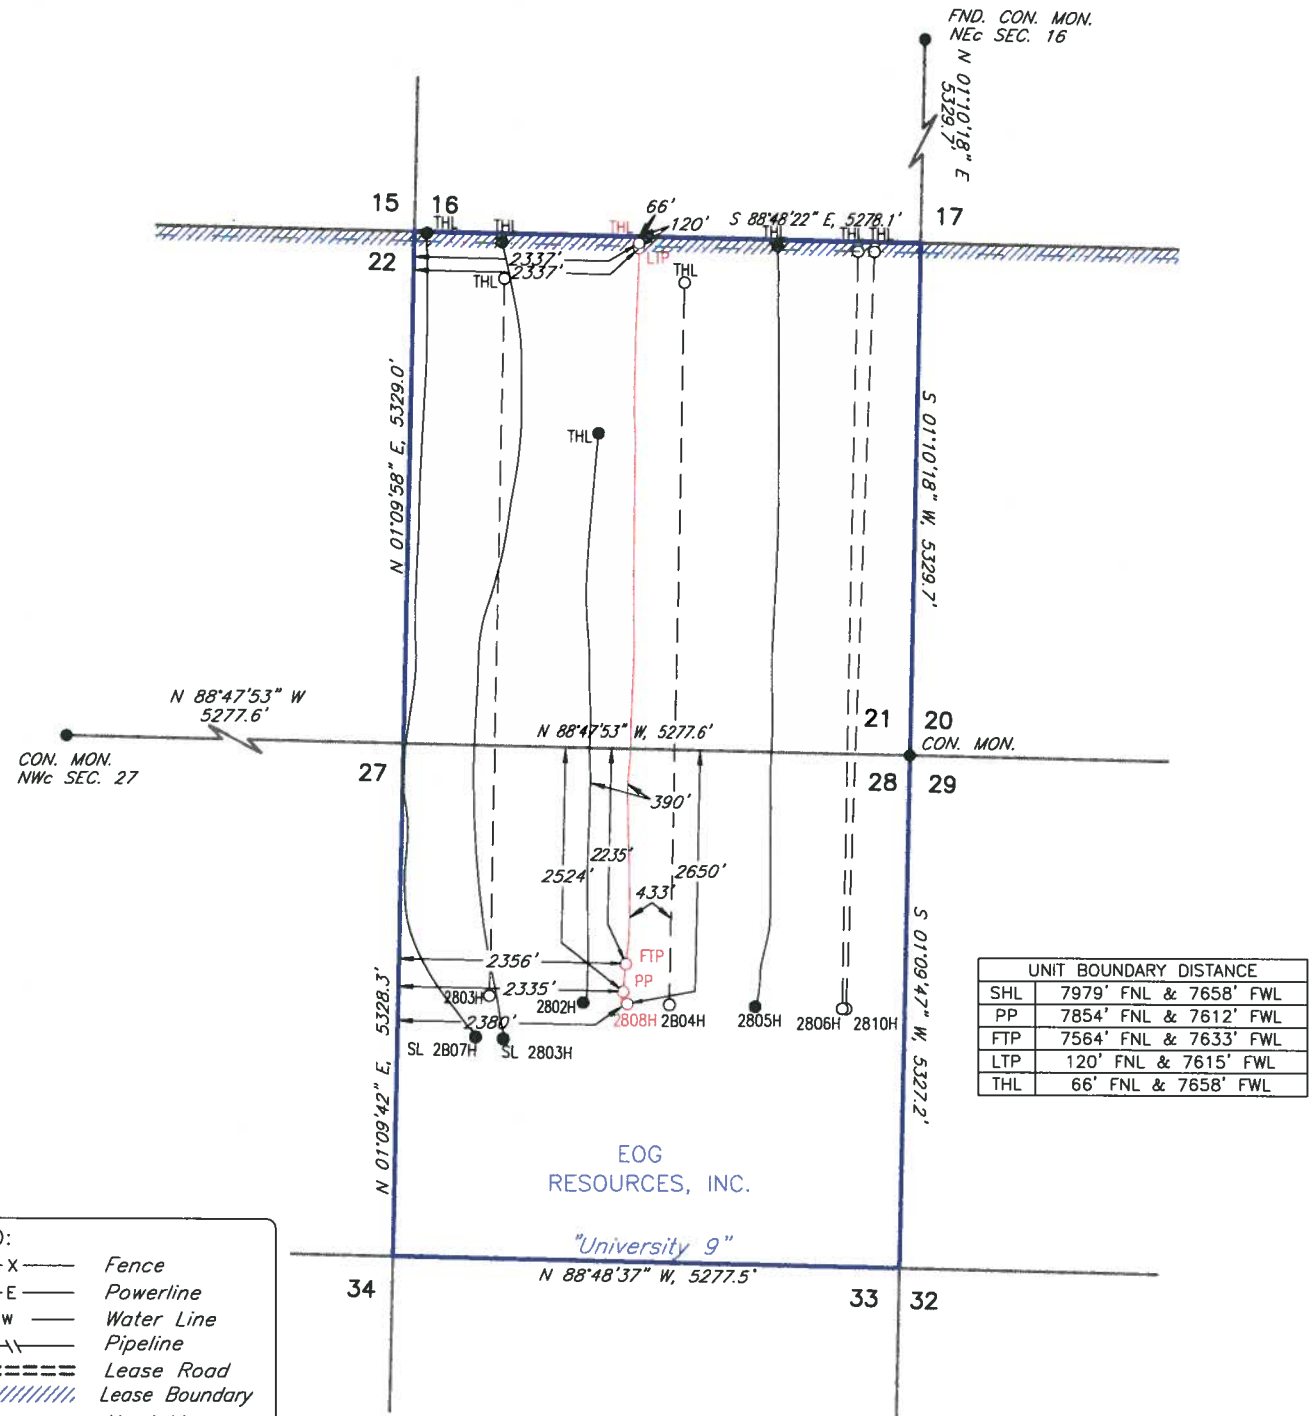 FND. CON. MON.
NEc SEC. 16
N 01°10'18" E
5329.7'
15
16
17
THL
THL
THL
66'
120'
S 88°48'22" E, 5278.1'
THL
THL
THL
22
2337'
2337'
LTP
THL
THL
THL
N 01°09'58" E, 5329.0'
S 01°10'18" W, 5329.7'
N 88°47'53" W
5277.6'
N 88°47'53" W, 5277.6'
21
20
CON. MON.
CON. MON.
NWc SEC. 27
27
28
29
390'
2235'
2524'
2650'
433'
FTP
2356'
PP
2803H
2335'
2802H
2808H
2B04H
2805H
2806H
2810H
2380'
SL 2B07H
SL 2803H
N 01°09'42" E, 5328.3'
S 01°09'47" W, 5327.2'
UNIT BOUNDARY DISTANCE
SHL 7979' FNL & 7658' FWL
PP 7854' FNL & 7612' FWL
FTP 7564' FNL & 7633' FWL
LTP 120' FNL & 7615' FWL
THL 66' FNL & 7658' FWL
EOG
RESOURCES, INC.
"University 9"
N 88°48'37" W, 5277.5'
34
33
32
X Fence
E Powerline
W Water Line
Pipeline
Lease Road
Lease Boundary